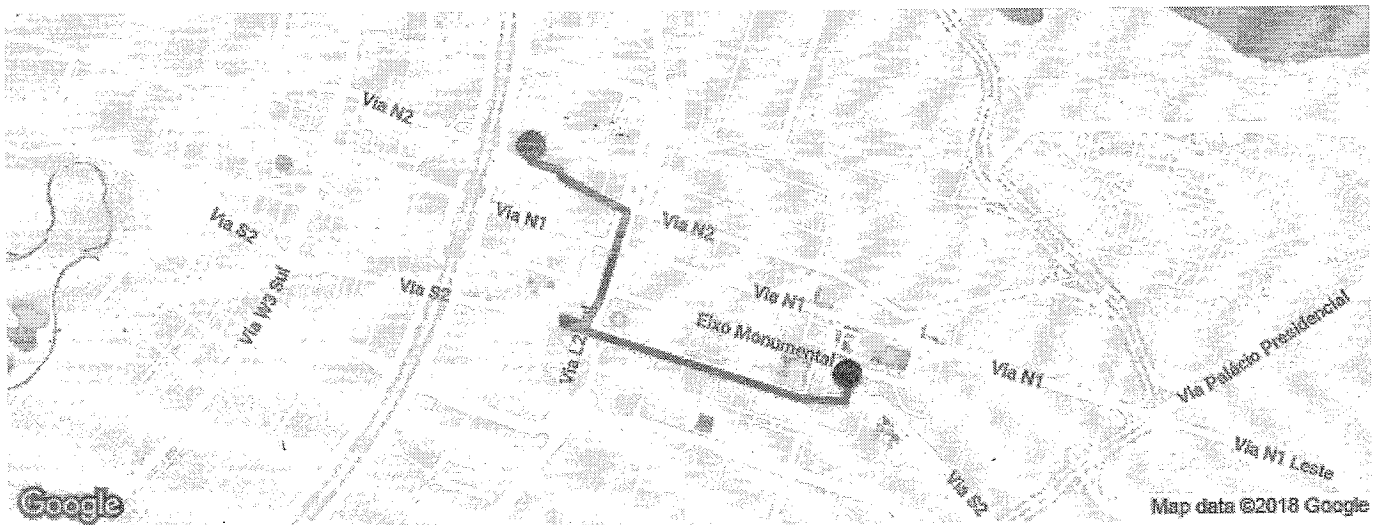 Via N2
Via N1
Via N2
Via S2
Via S2
Via W3 Sul
Via N1
Eixo Monumental
Via L2 Sul
Via N1
Via Palácio Presidencial
Via N1 Leste
Via S2
Google
Map data ©2018 Google